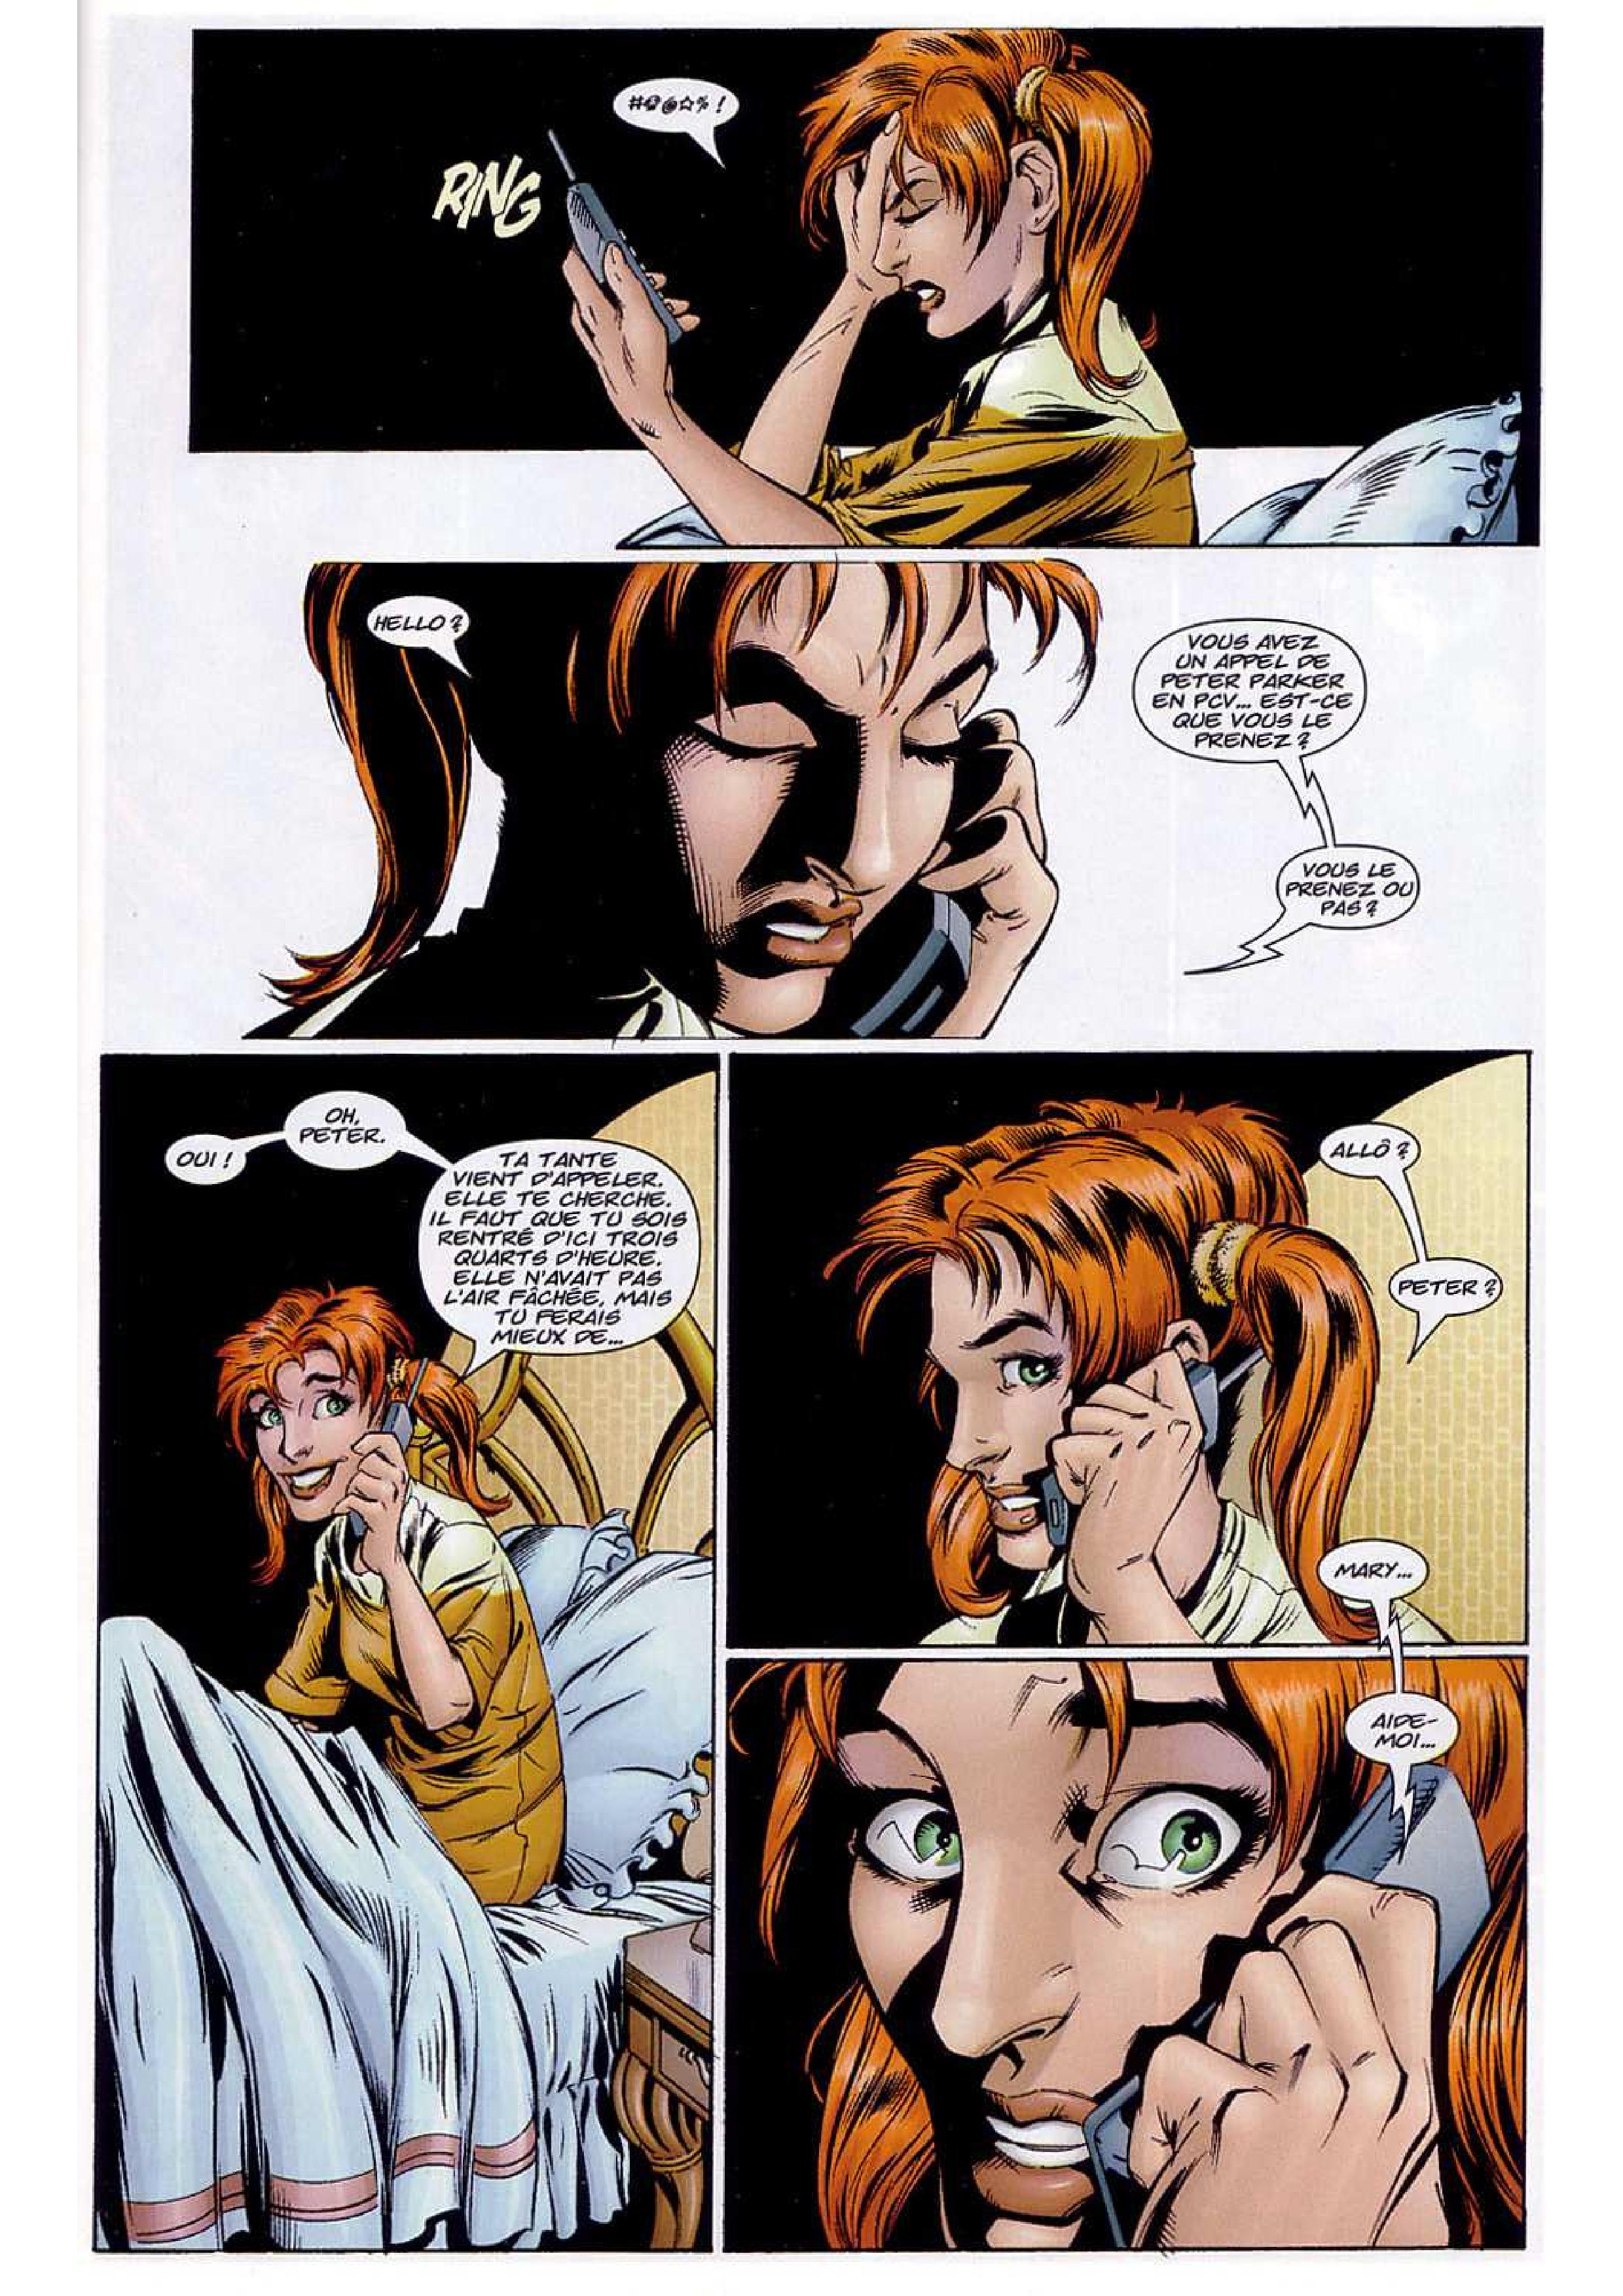 #@@☆% !
RING
HELLO ?
VOUS AVEZ
UN APPEL DE
PETER PARKER
EN PCV... EST-CE
QUE VOUS LE
PRENEZ ?
VOUS LE
PRENEZ OU
PAS ?
OUI !
OH,
PETER.
TA TANTE
VIENT D'APPELER.
ELLE TE CHERCHE.
IL FAUT QUE TU SOIS
RENTRÉ D'ICI TROIS
QUARTS D'HEURE.
ELLE N'AVAIT PAS
L'AIR FÂCHÉE, MAIS
TU FERAIS
MIEUX DE...
ALLÔ ?
PETER ?
MARY...
AIDE-
MOI...